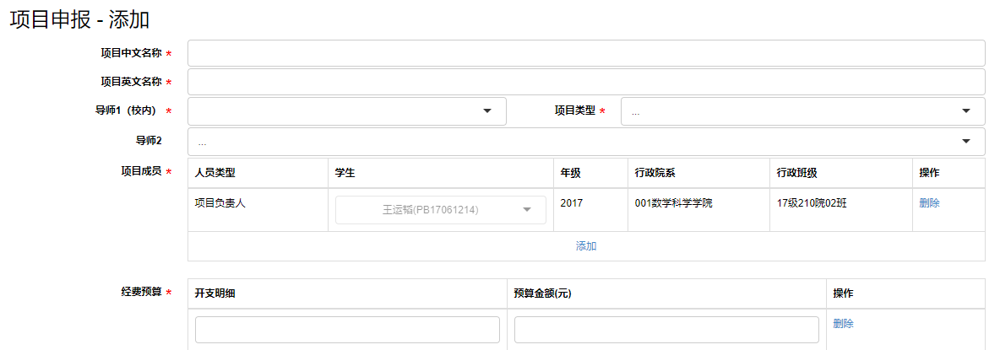 项目申报 - 添加
项目中文名称 *
项目英文名称 *
导师1（校内） * 项目类型 * ...
导师2 ...
项目成员 * 人员类型 学生 年级 行政院系 行政班级 操作
项目负责人 王运韬(PB17061214) 2017 001数学科学学院 17级210院02班 删除
添加
经费预算 * 开支明细 预算金额(元) 操作
删除